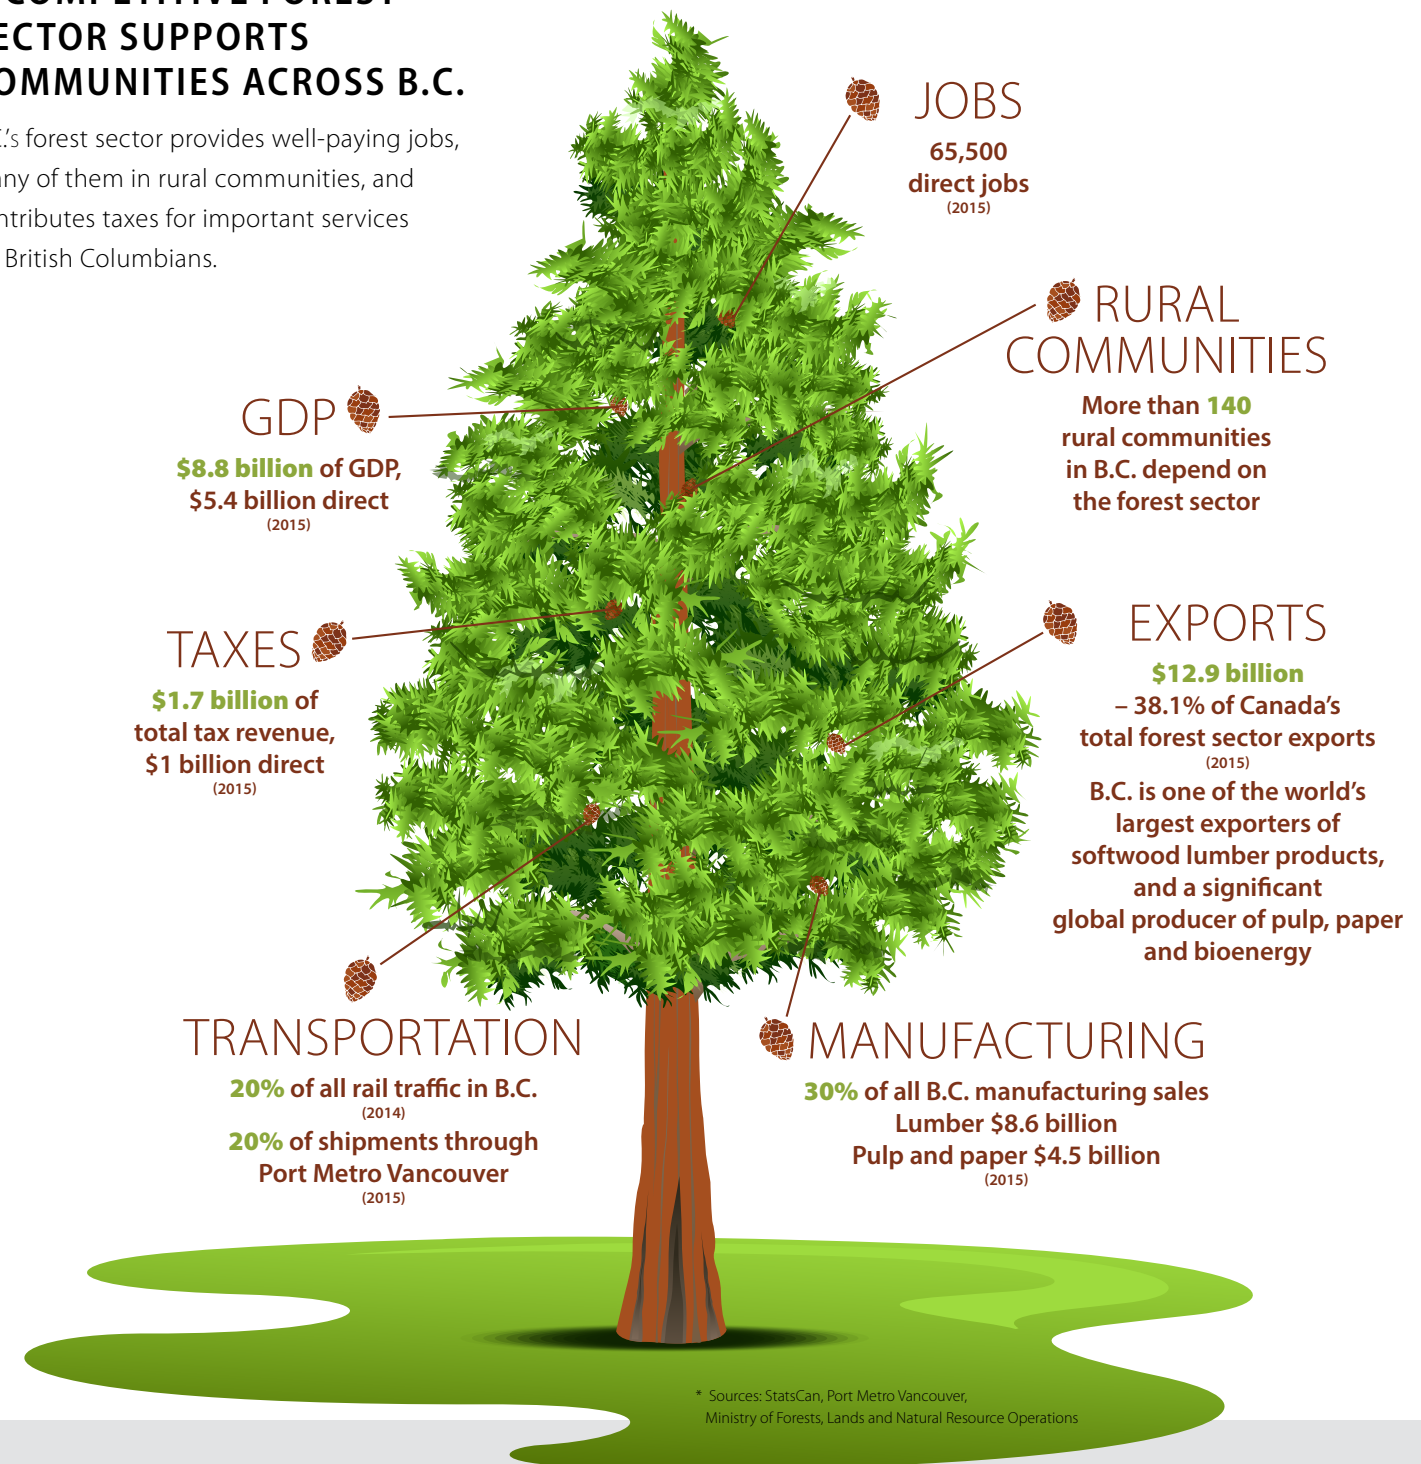 COMPETITIVE FOREST
ECTOR SUPPORTS
OMMUNITIES ACROSS B.C.
C.’s forest sector provides well-paying jobs,
any of them in rural communities, and
ntributes taxes for important services
British Columbians.
JOBS
65,500
direct jobs
(2015)
RURAL
COMMUNITIES
More than 140
rural communities
in B.C. depend on
the forest sector
GDP
$8.8 billion of GDP,
$5.4 billion direct
(2015)
TAXES
$1.7 billion of
total tax revenue,
$1 billion direct
(2015)
EXPORTS
$12.9 billion
– 38.1% of Canada’s
total forest sector exports
(2015)
B.C. is one of the world’s
largest exporters of
softwood lumber products,
and a significant
global producer of pulp, paper
and bioenergy
TRANSPORTATION
20% of all rail traffic in B.C.
(2014)
20% of shipments through
Port Metro Vancouver
(2015)
MANUFACTURING
30% of all B.C. manufacturing sales
Lumber $8.6 billion
Pulp and paper $4.5 billion
(2015)
* Sources: StatsCan, Port Metro Vancouver,
Ministry of Forests, Lands and Natural Resource Operations